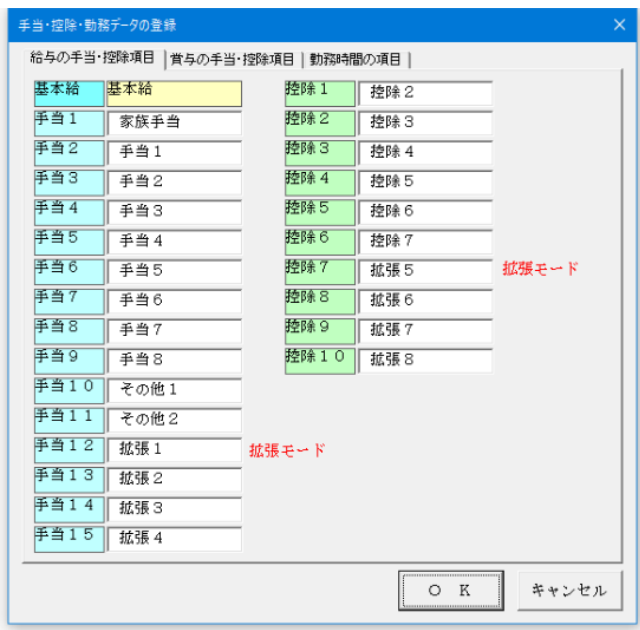 手当・控除・勤務データの登録
給与の手当・控除項目 賞与の手当・控除項目 勤務時間の項目
基本給 基本給
手当１ 家族手当
手当２ 手当１
手当３ 手当２
手当４ 手当３
手当５ 手当４
手当６ 手当５
手当７ 手当６
手当８ 手当７
手当９ 手当８
手当１０ その他１
手当１１ その他２
手当１２ 拡張１ 拡張モード
手当１３ 拡張２
手当１４ 拡張３
手当１５ 拡張４
控除１ 控除２
控除２ 控除３
控除３ 控除４
控除４ 控除５
控除５ 控除６
控除６ 控除７
控除７ 拡張５ 拡張モード
控除８ 拡張６
控除９ 拡張７
控除１０ 拡張８
Ｏ Ｋ キャンセル